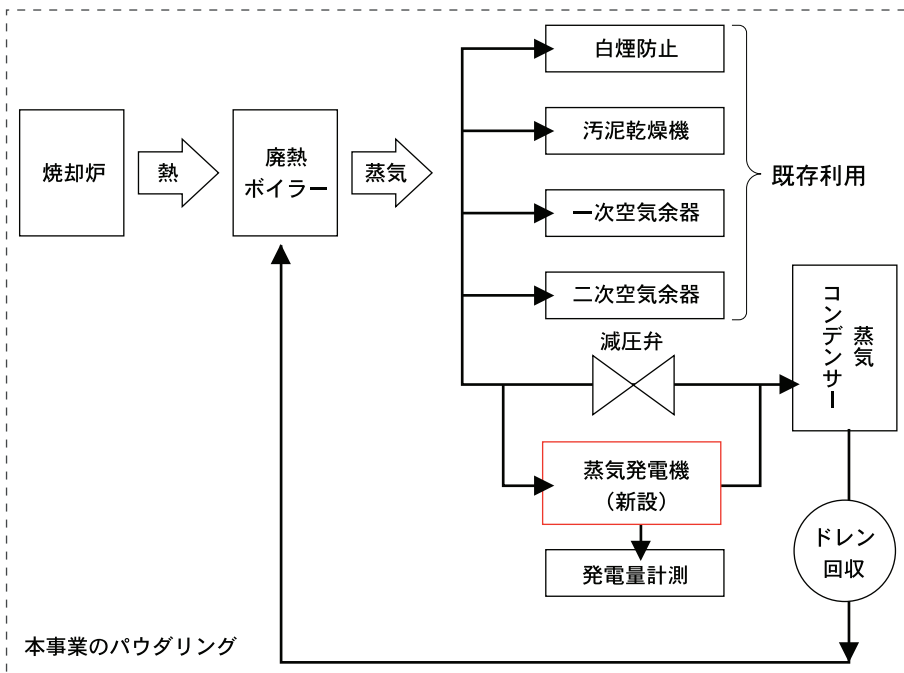 白煙防止
汚泥乾燥機
一次空気余器
二次空気余器
既存利用
焼却炉
熱
廃熱
ボイラー
蒸気
減圧弁
蒸気
コンデンサー
蒸気発電機
（新設）
発電量計測
ドレン
回収
本事業のパウダリング